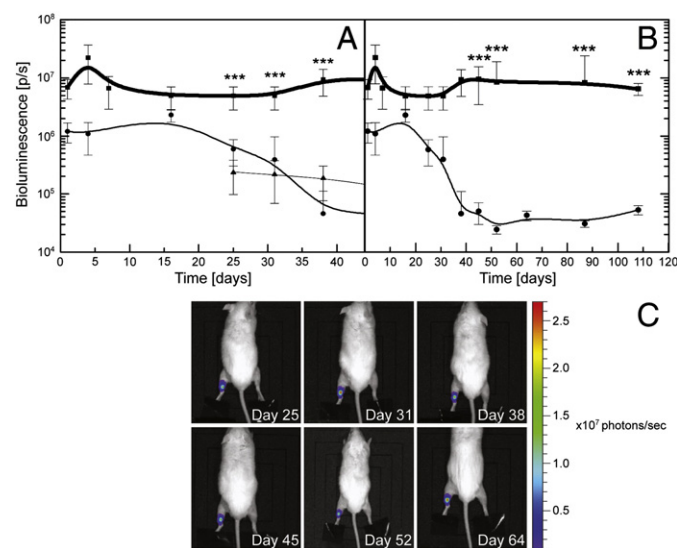 Bioluminescence [p/s]
10⁸
10⁷
10⁶
10⁵
10⁴
A
***
***
***
0 5 10 15 20 25 30 35 40
Time [days]
B
***
***
***
***
0 10 20 30 40 50 60 70 80 90 100 110 120
Time [days]
C
Day 25
Day 31
Day 38
Day 45
Day 52
Day 64
2.5
2.0
1.5
1.0
0.5
x10⁷ photons/sec